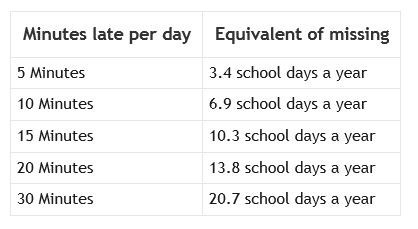 Minutes late per day Equivalent of missing
5 Minutes 3.4 school days a year
10 Minutes 6.9 school days a year
15 Minutes 10.3 school days a year
20 Minutes 13.8 school days a year
30 Minutes 20.7 school days a year